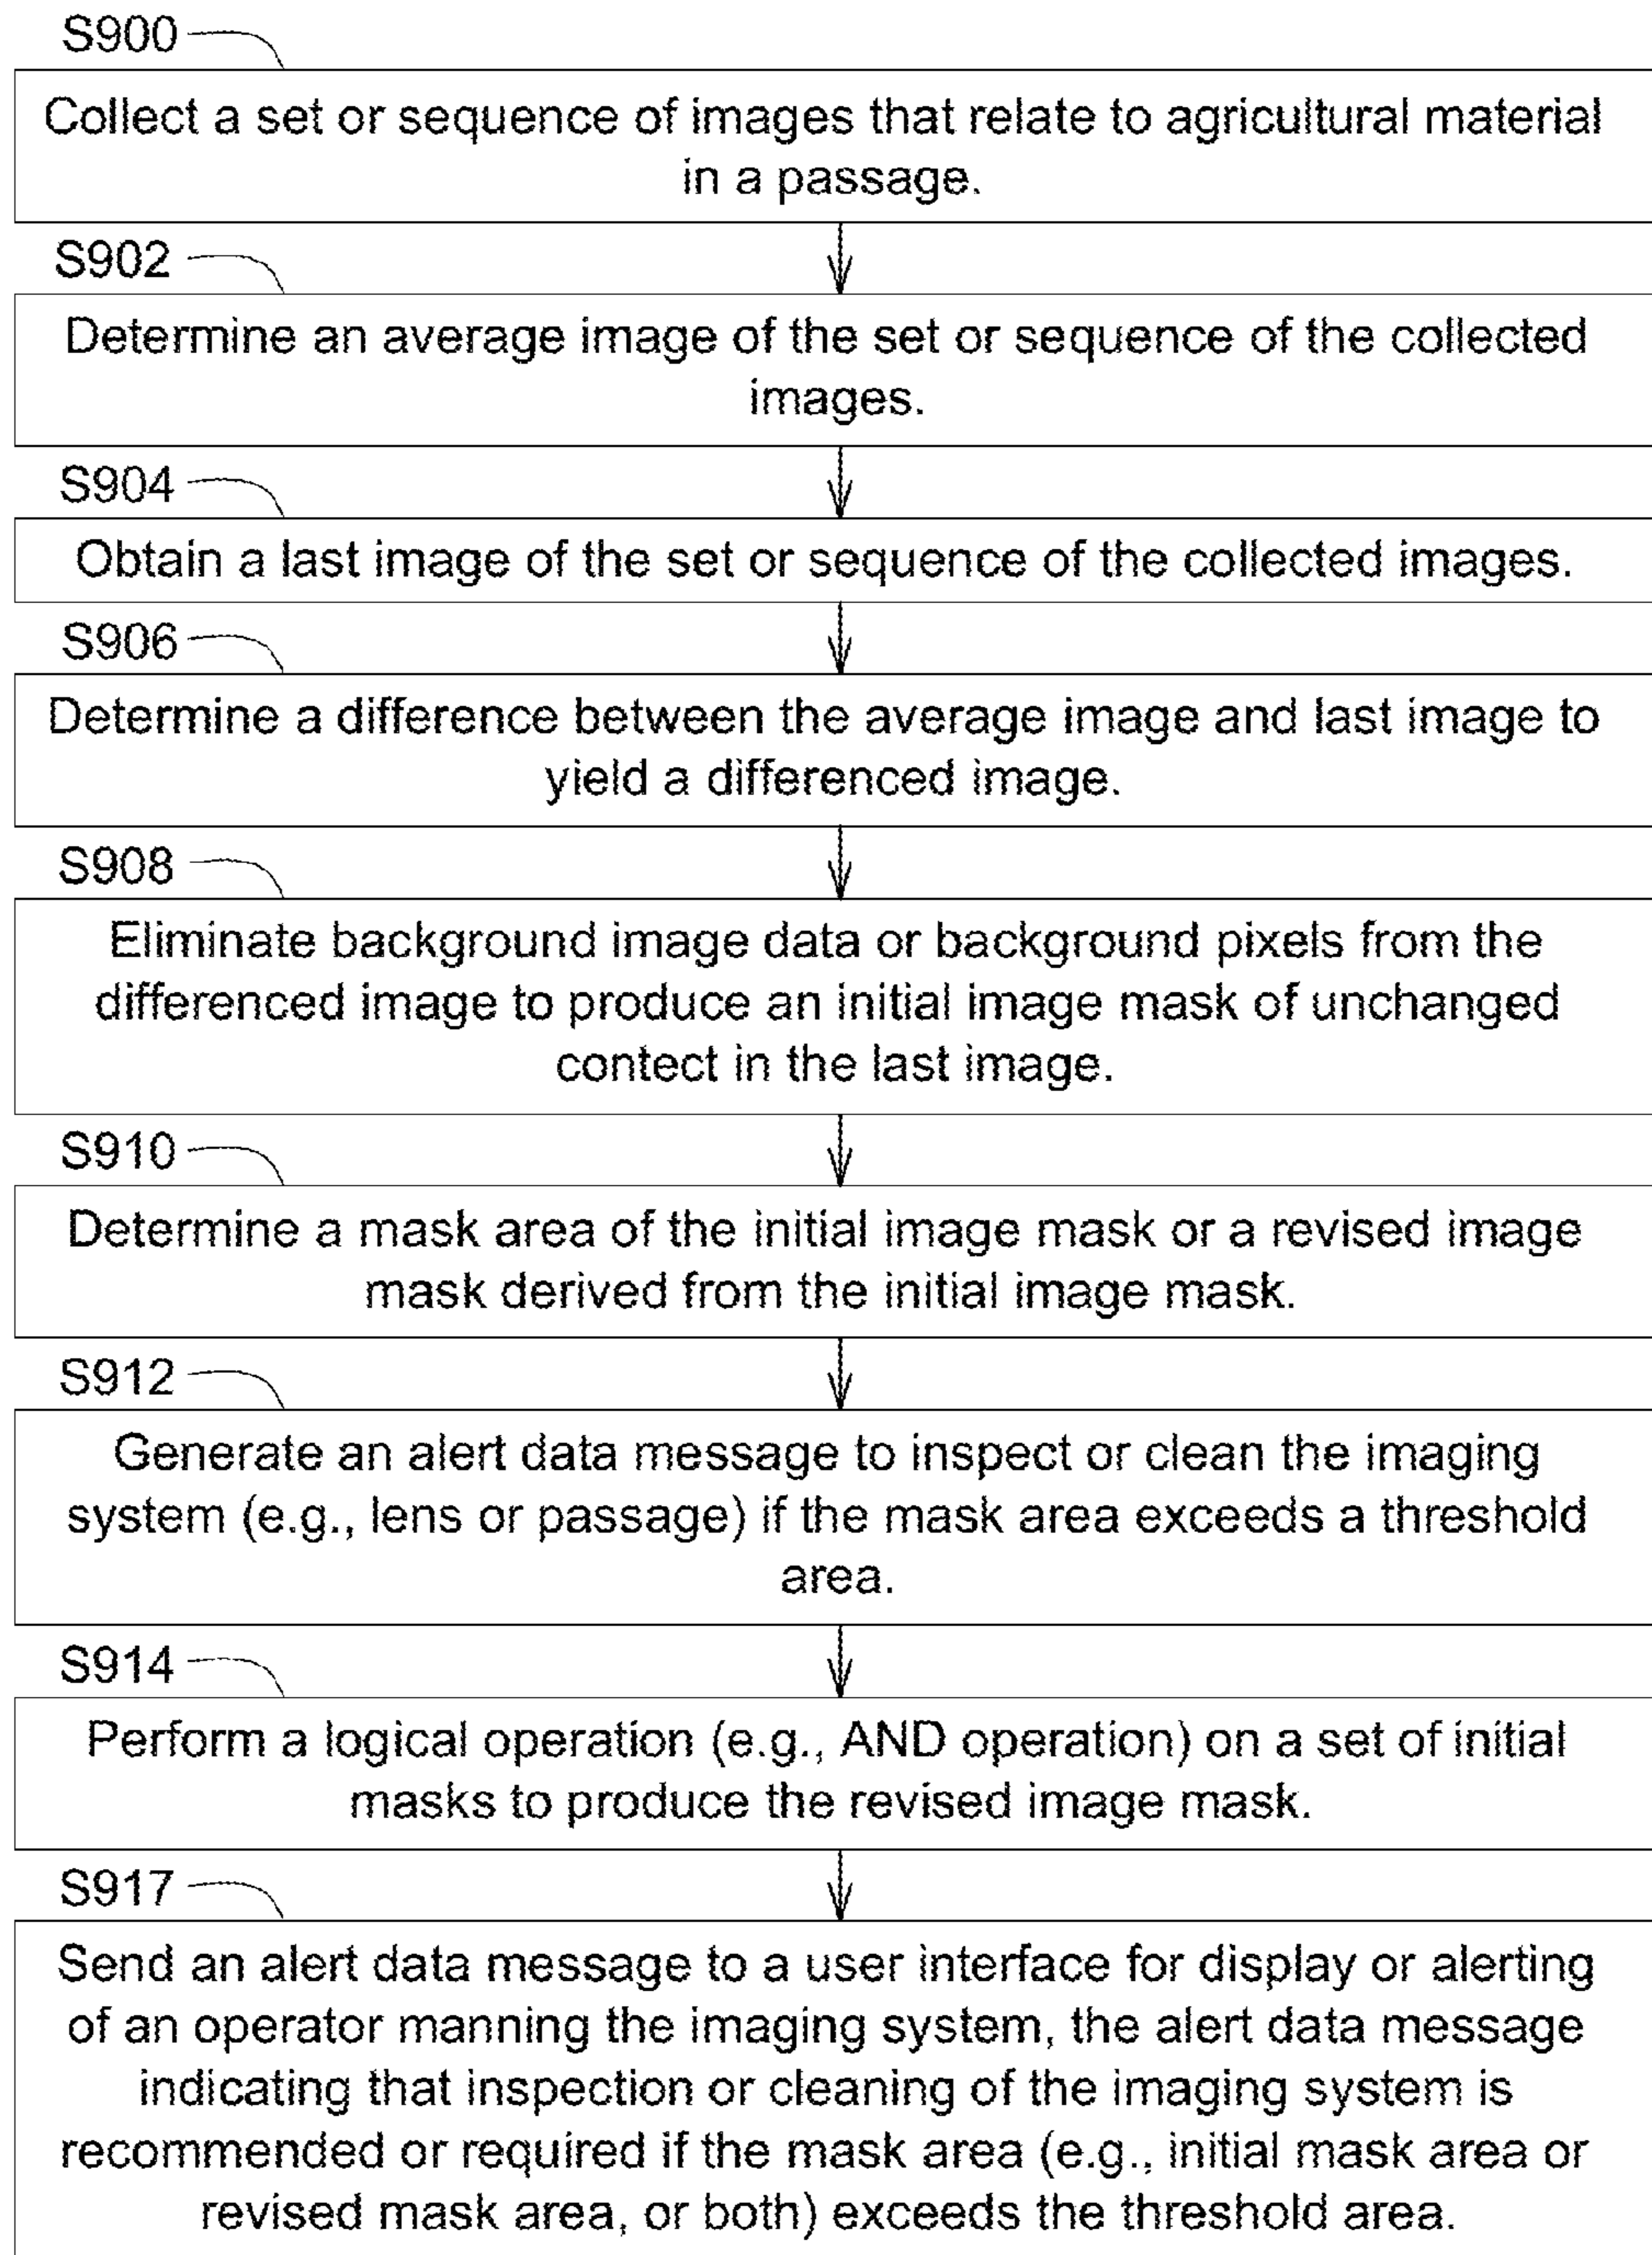 S900
Collect a set or sequence of images that relate to agricultural material
in a passage.
S902
Determine an average image of the set or sequence of the collected
images.
S904
Obtain a last image of the set or sequence of the collected images.
S906
Determine a difference between the average image and last image to
yield a differenced image.
S908
Eliminate background image data or background pixels from the
differenced image to produce an initial image mask of unchanged
contect in the last image.
S910
Determine a mask area of the initial image mask or a revised image
mask derived from the initial image mask.
S912
Generate an alert data message to inspect or clean the imaging
system (e.g., lens or passage) if the mask area exceeds a threshold
area.
S914
Perform a logical operation (e.g., AND operation) on a set of initial
masks to produce the revised image mask.
S917
Send an alert data message to a user interface for display or alerting
of an operator manning the imaging system, the alert data message
indicating that inspection or cleaning of the imaging system is
recommended or required if the mask area (e.g., initial mask area or
revised mask area, or both) exceeds the threshold area.